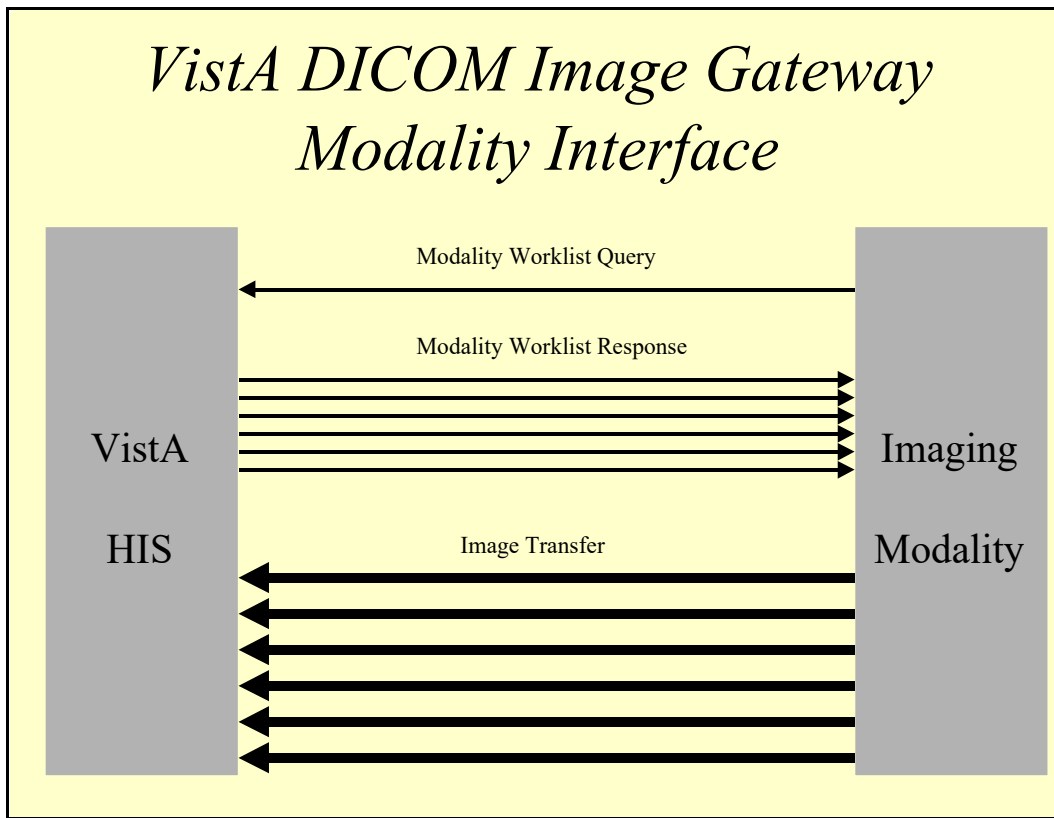 VistA DICOM Image Gateway
Modality Interface
Modality Worklist Query
Modality Worklist Response
VistA
HIS
Imaging
Modality
Image Transfer